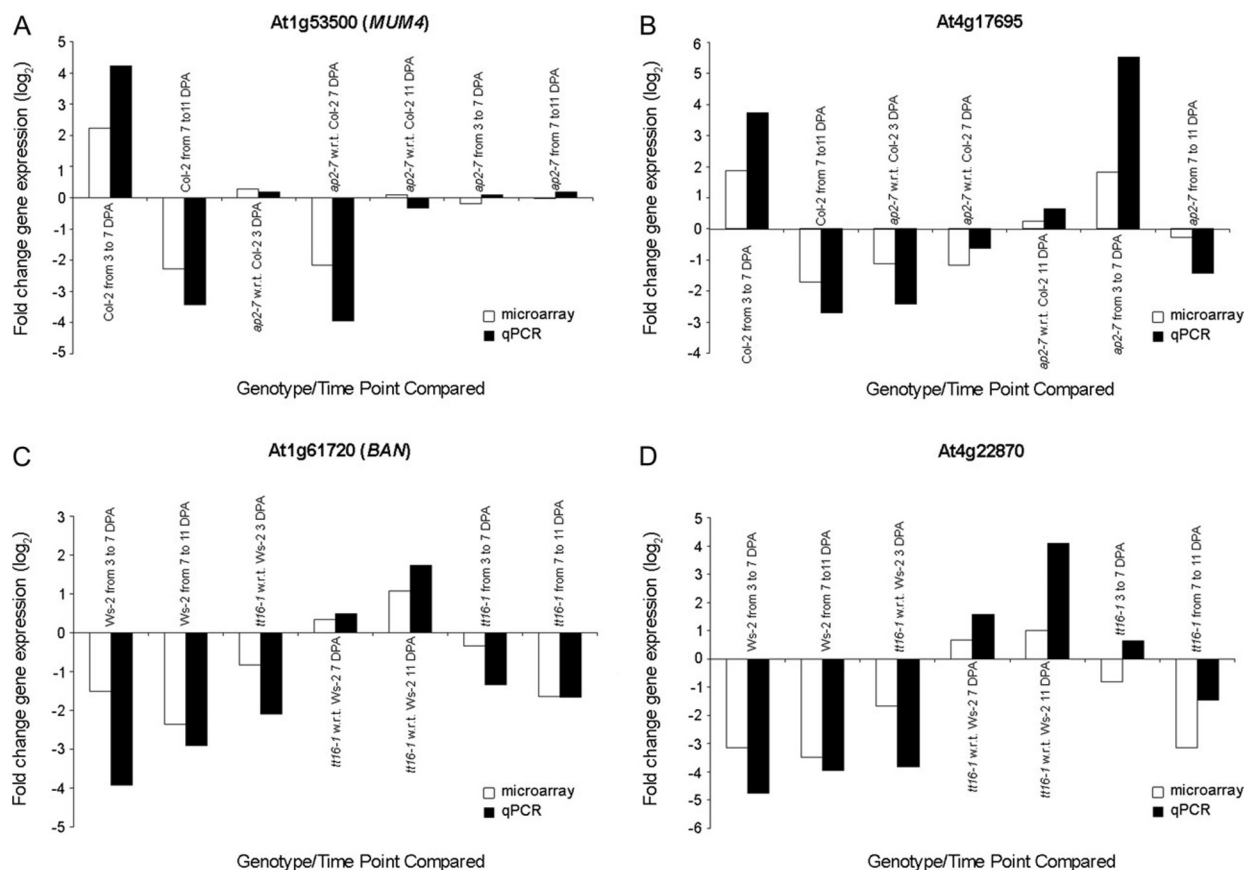 A
At1g53500 (MUM4)
Fold change gene expression (log2)
5
4
3
2
1
0
-1
-2
-3
-4
-5
Col-2 from 3 to 7 DPA
Col-2 from 7 to11 DPA
ap2-7 w.r.t. Col-2 3 DPA
ap2-7 w.r.t. Col-2 7 DPA
ap2-7 w.r.t. Col-2 11 DPA
ap2-7 from 3 to 7 DPA
ap2-7 from 7 to11 DPA
microarray
qPCR
Genotype/Time Point Compared
B
At4g17695
Fold change gene expression (log2)
6
5
4
3
2
1
0
-1
-2
-3
-4
Col-2 from 3 to 7 DPA
Col-2 from 7 to11 DPA
ap2-7 w.r.t. Col-2 3 DPA
ap2-7 w.r.t. Col-2 7 DPA
ap2-7 w.r.t. Col-2 11 DPA
ap2-7 from 3 to 7 DPA
ap2-7 from 7 to 11 DPA
microarray
qPCR
Genotype/Time Point Compared
C
At1g61720 (BAN)
Fold change gene expression (log2)
3
2
1
0
-1
-2
-3
-4
-5
Ws-2 from 3 to 7 DPA
Ws-2 from 7 to 11 DPA
tt16-1 w.r.t. Ws-2 3 DPA
tt16-1 w.r.t. Ws-2 7 DPA
tt16-1 w.r.t. Ws-2 11 DPA
tt16-1 from 3 to 7 DPA
tt16-1 from 7 to 11 DPA
microarray
qPCR
Genotype/Time Point Compared
D
At4g22870
Fold change gene expression (log2)
5
4
3
2
1
0
-1
-2
-3
-4
-5
-6
Ws-2 from 3 to 7 DPA
Ws-2 from 7 to11 DPA
tt16-1 w.r.t. Ws-2 3 DPA
tt16-1 w.r.t. Ws-2 7 DPA
tt16-1 w.r.t. Ws-2 11 DPA
tt16-1 3 to 7 DPA
tt16-1 from 7 to 11 DPA
microarray
qPCR
Genotype/Time Point Compared